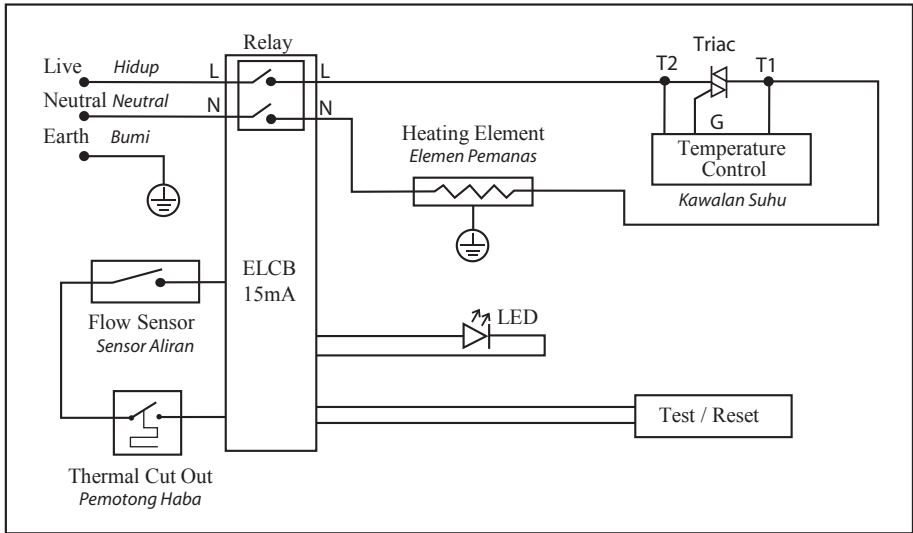 Relay
Triac
Live Hidup L L T2 T1
Neutral Neutral N N G
Earth Bumi
Heating Element
Elemen Pemanas
Temperature
Control
Kawalan Suhu
ELCB
15mA
Flow Sensor
Sensor Aliran
LED
Test / Reset
Thermal Cut Out
Pemotong Haba